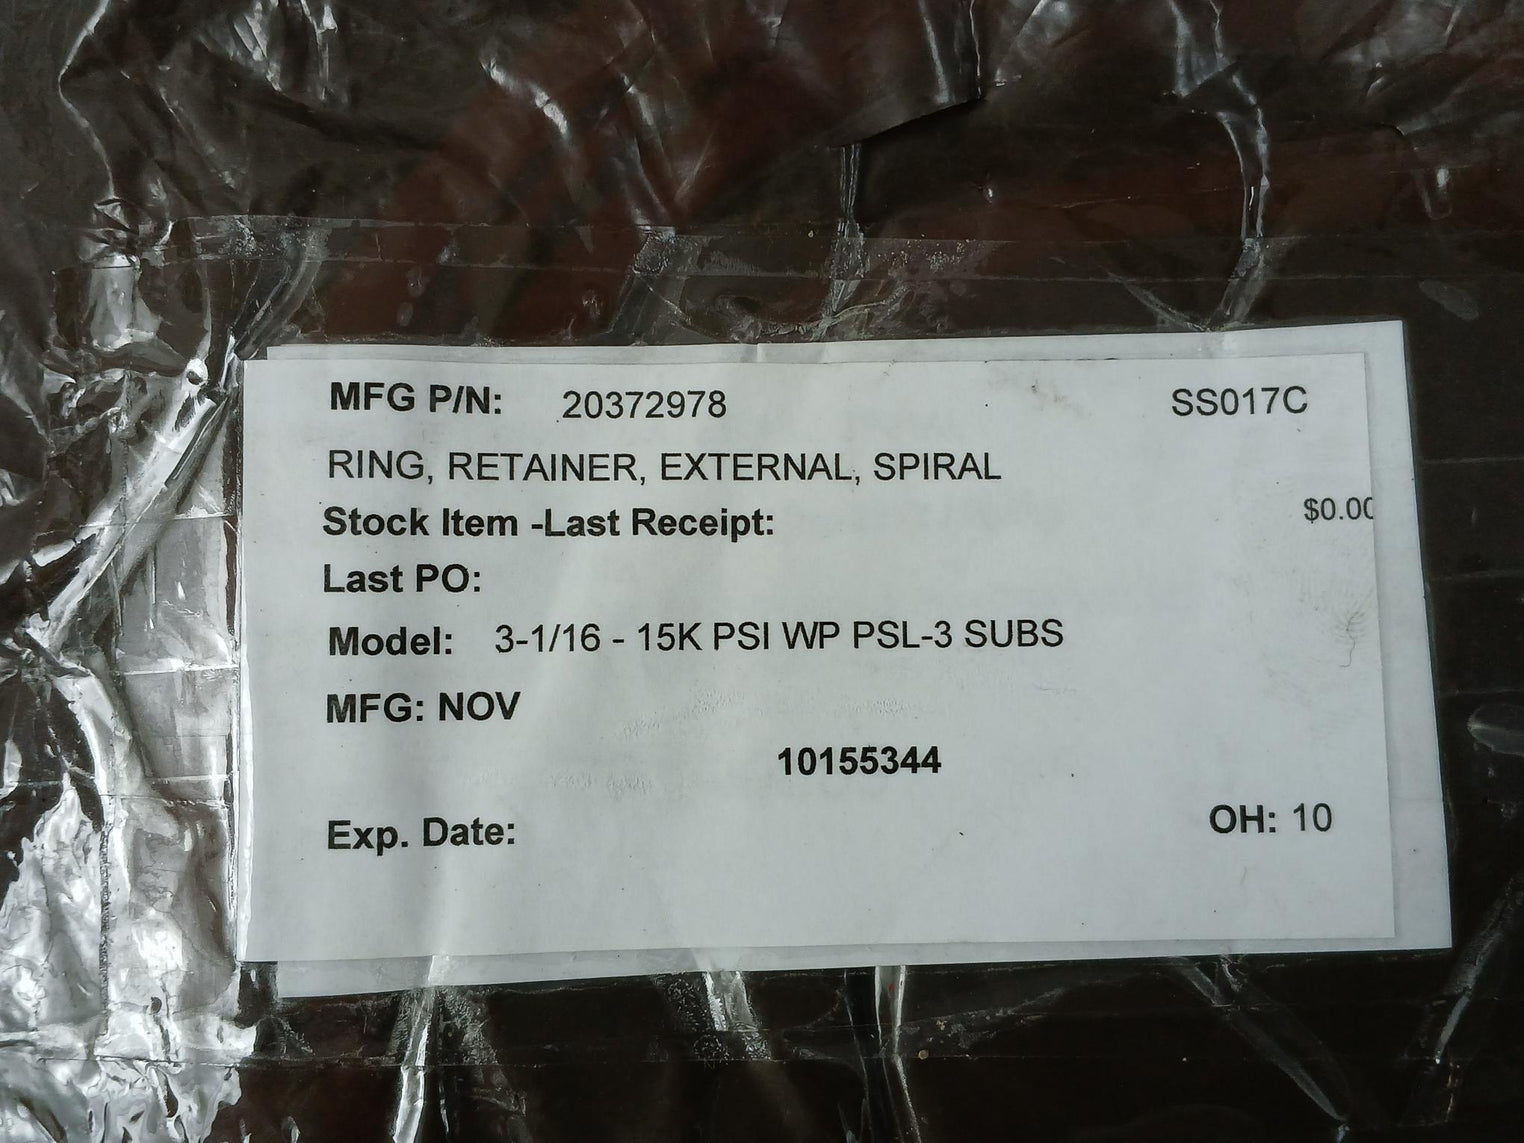 MFG P/N: 20372978 SS017C
RING, RETAINER, EXTERNAL, SPIRAL
$0.00
Stock Item -Last Receipt:
Last PO:
Model: 3-1/16 - 15K PSI WP PSL-3 SUBS
MFG: NOV
10155344
Exp. Date: OH: 10